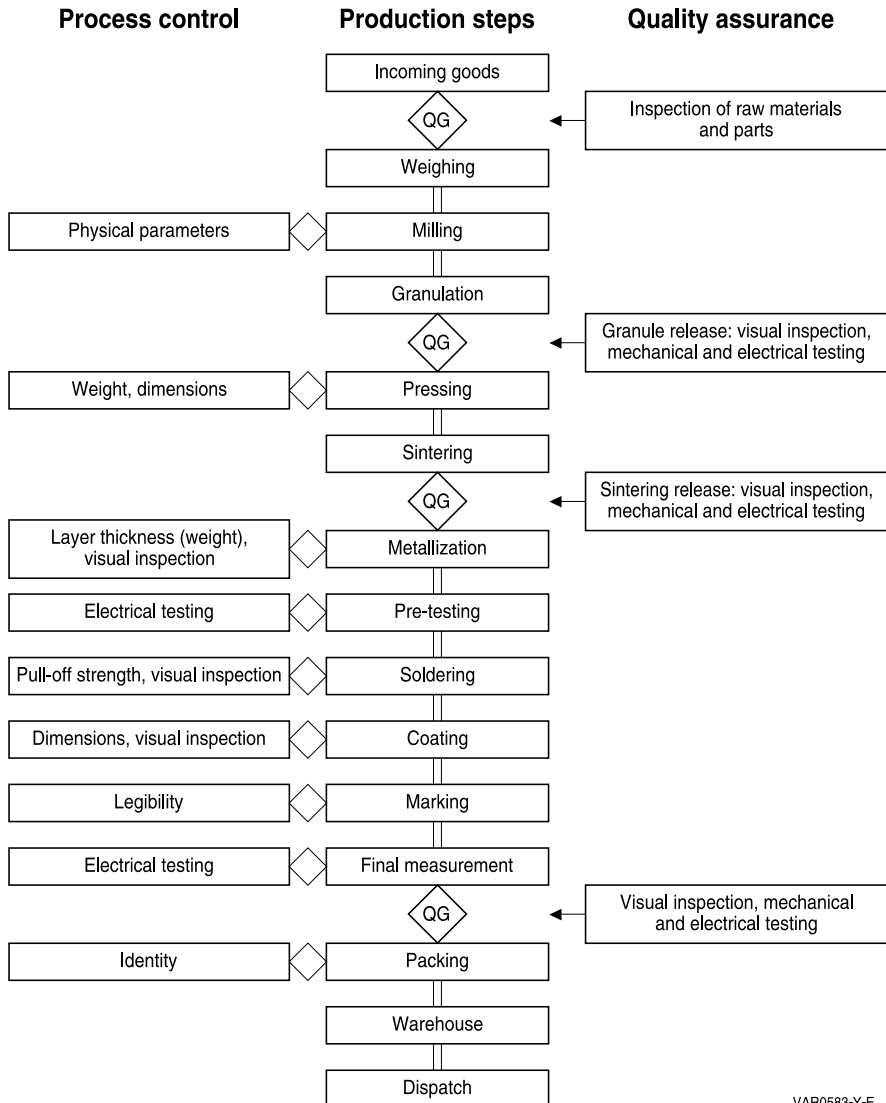 Process control
Production steps
Quality assurance
Incoming goods
QG
Inspection of raw materials
and parts
Weighing
Physical parameters
Milling
Granulation
QG
Granule release: visual inspection,
mechanical and electrical testing
Weight, dimensions
Pressing
Sintering
QG
Sintering release: visual inspection,
mechanical and electrical testing
Layer thickness (weight),
visual inspection
Metallization
Electrical testing
Pre-testing
Pull-off strength, visual inspection
Soldering
Dimensions, visual inspection
Coating
Legibility
Marking
Electrical testing
Final measurement
QG
Visual inspection, mechanical
and electrical testing
Identity
Packing
Warehouse
Dispatch
VAR0583-Y-E